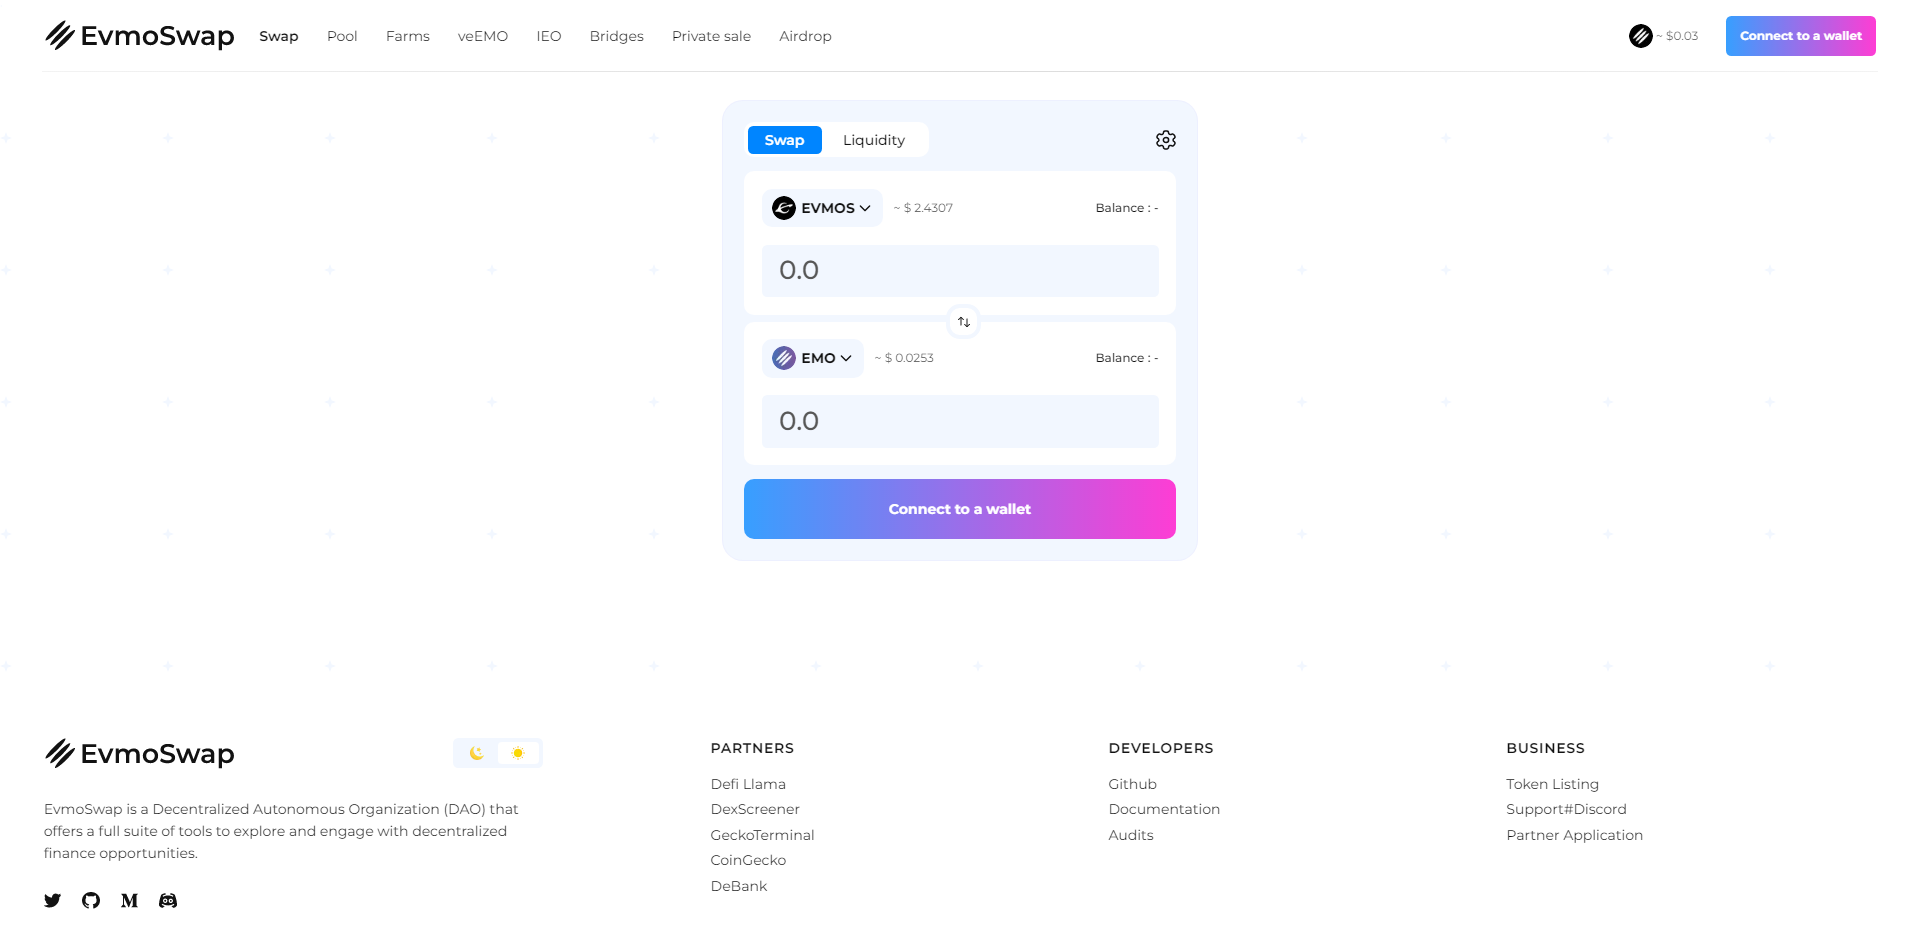 EvmoSwap
Swap
Pool
Farms
veEMO
IEO
Bridges
Private sale
Airdrop
~ $0.03
Connect to a wallet
Swap
Liquidity
EVMOS
~ $ 2.4307
Balance : -
0.0
EMO
~ $ 0.0253
Balance : -
0.0
Connect to a wallet
EvmoSwap
EvmoSwap is a Decentralized Autonomous Organization (DAO) that
offers a full suite of tools to explore and engage with decentralized
finance opportunities.
PARTNERS
Defi Llama
DexScreener
GeckoTerminal
CoinGecko
DeBank
DEVELOPERS
Github
Documentation
Audits
BUSINESS
Token Listing
Support#Discord
Partner Application